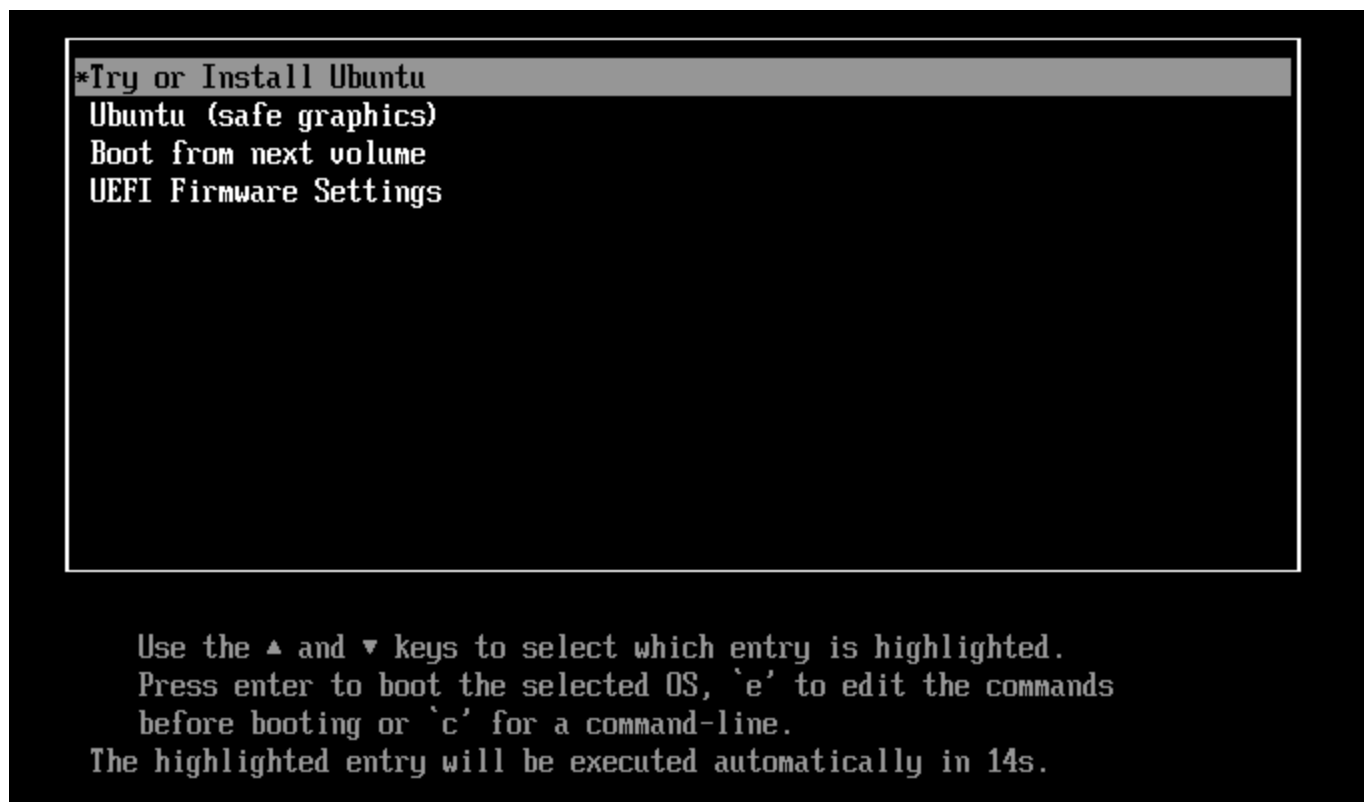 *Try or Install Ubuntu
Ubuntu (safe graphics)
Boot from next volume
UEFI Firmware Settings
Use the ▲ and ▼ keys to select which entry is highlighted.
Press enter to boot the selected OS, `e' to edit the commands
before booting or `c' for a command-line.
The highlighted entry will be executed automatically in 14s.